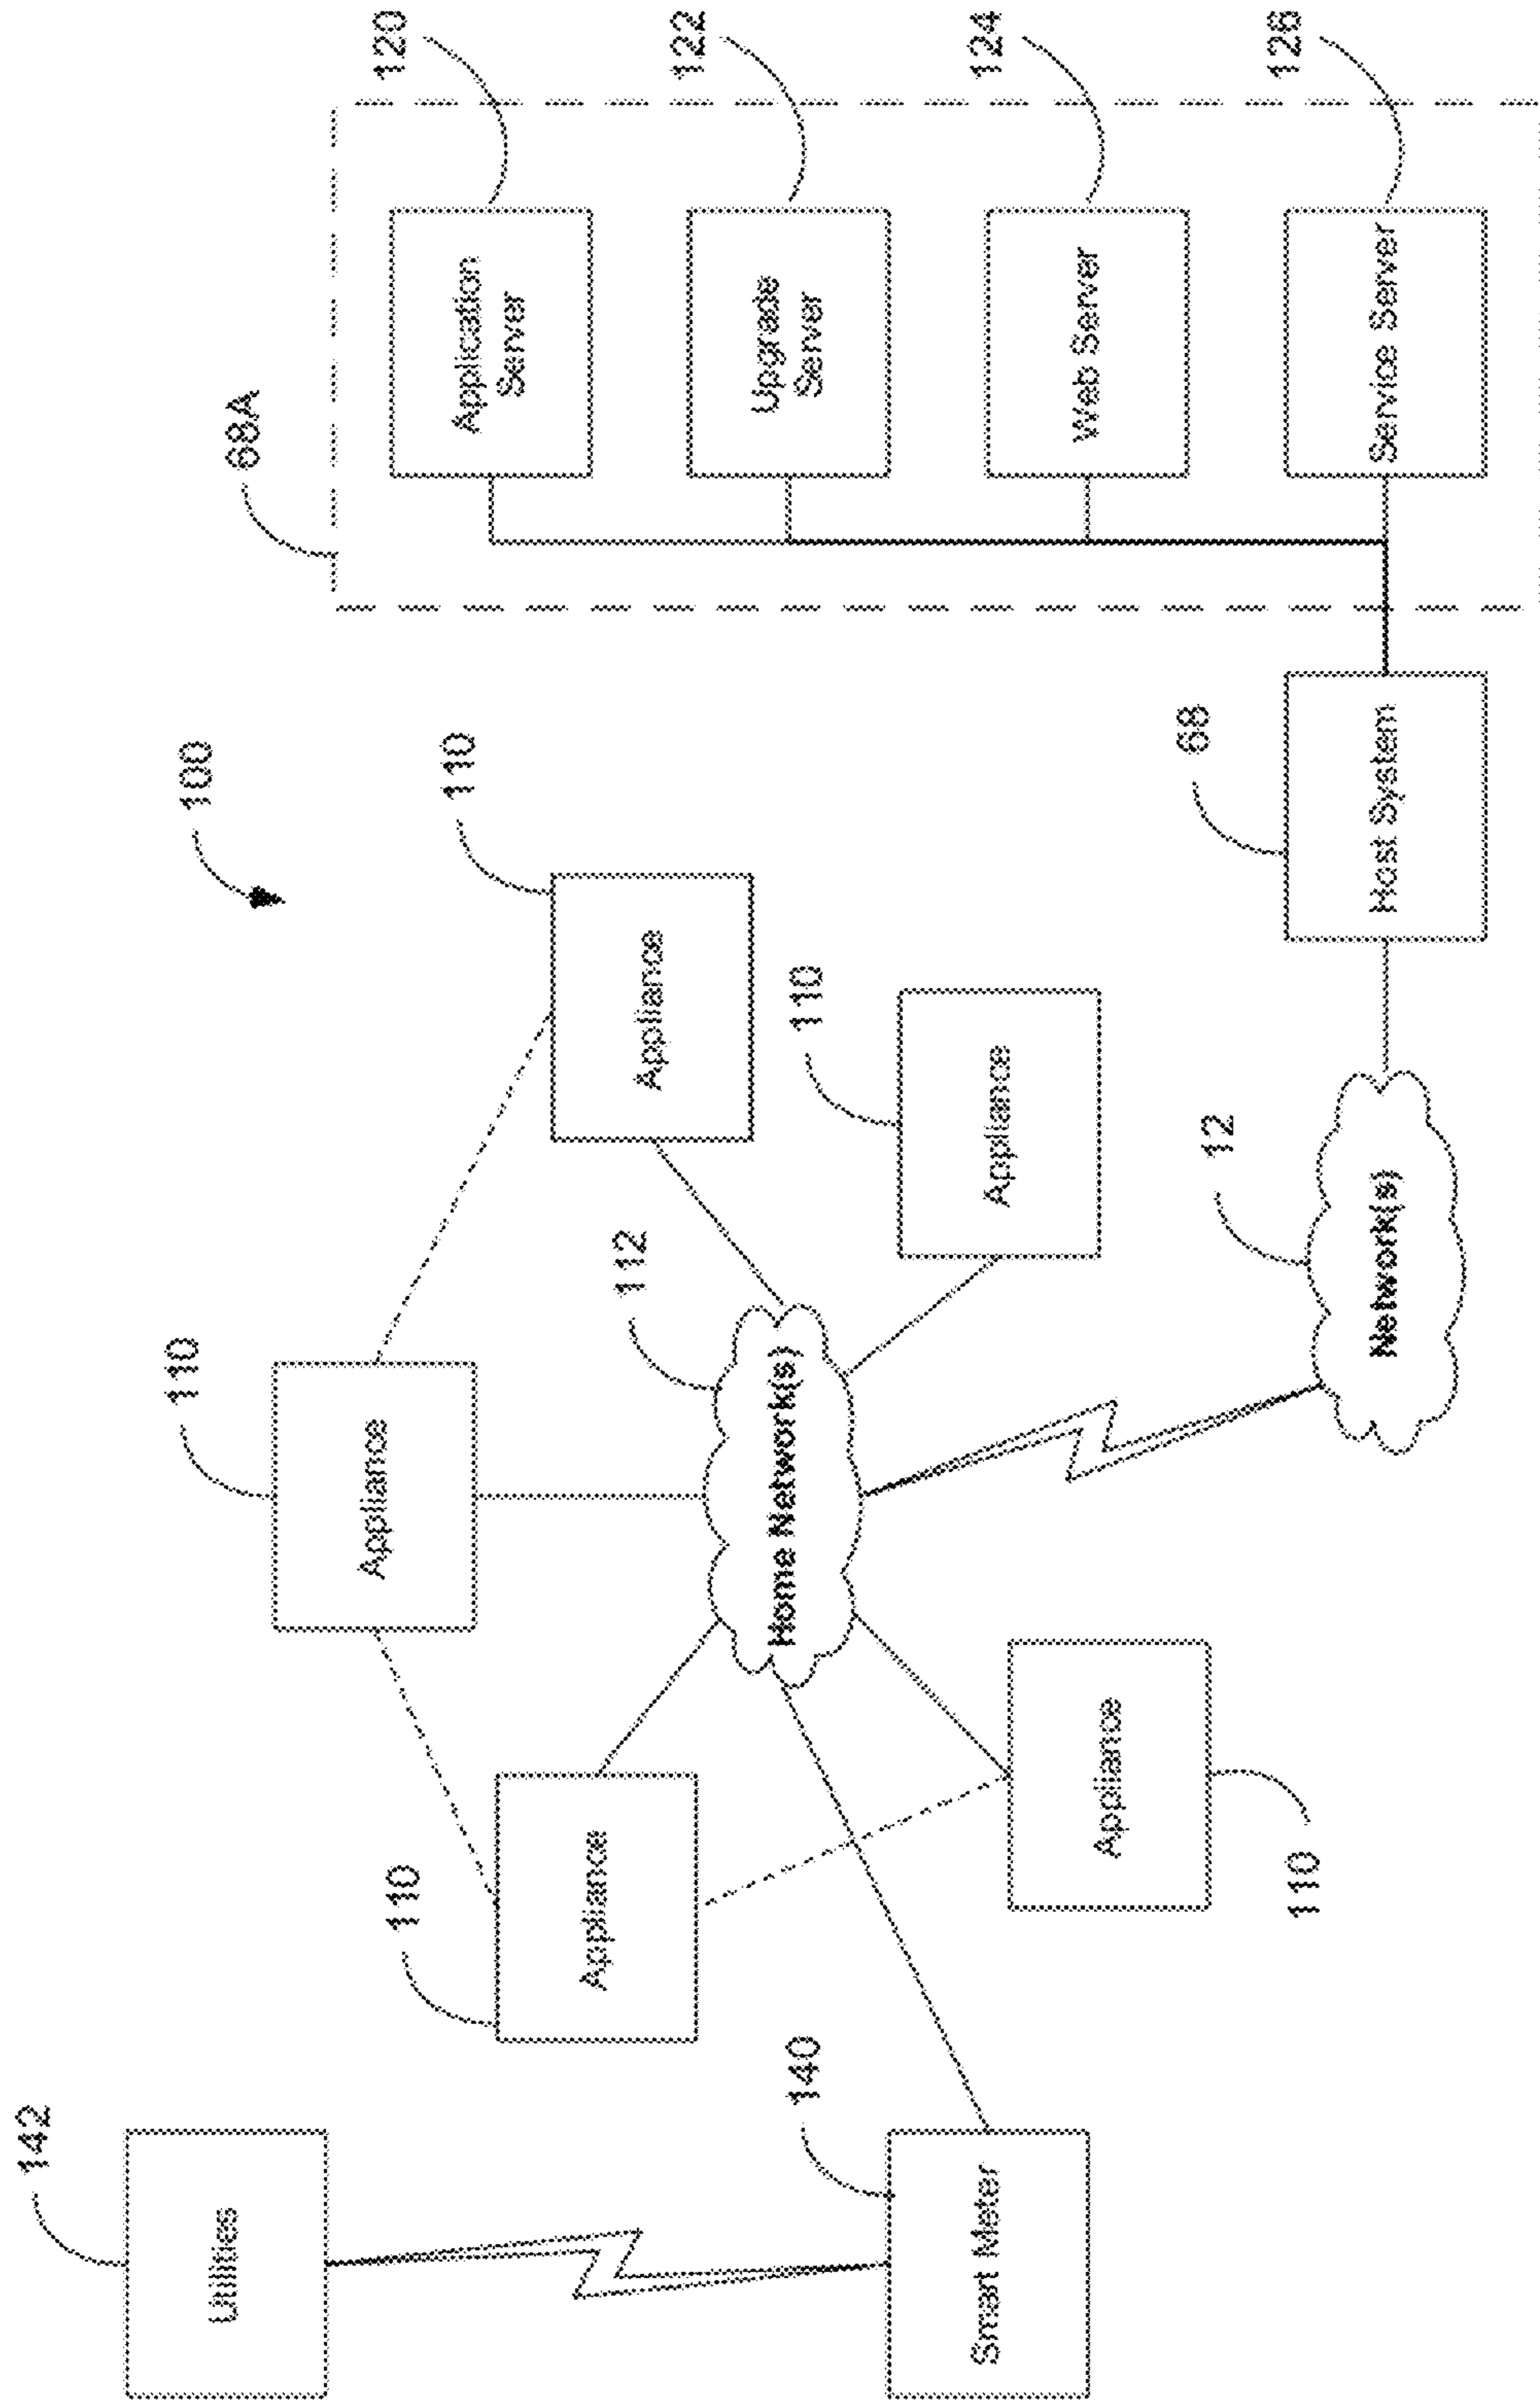 142
110
100
Utilities
68A
Appliance
120
110
110
Application
Server
Appliance
112
Appliance
122
Upgrade
Server
Home Network(s)
140
110
124
Smart Meter
Appliance
Web Server
Appliance
68
12
126
110
Network(s)
Host System
Service Server